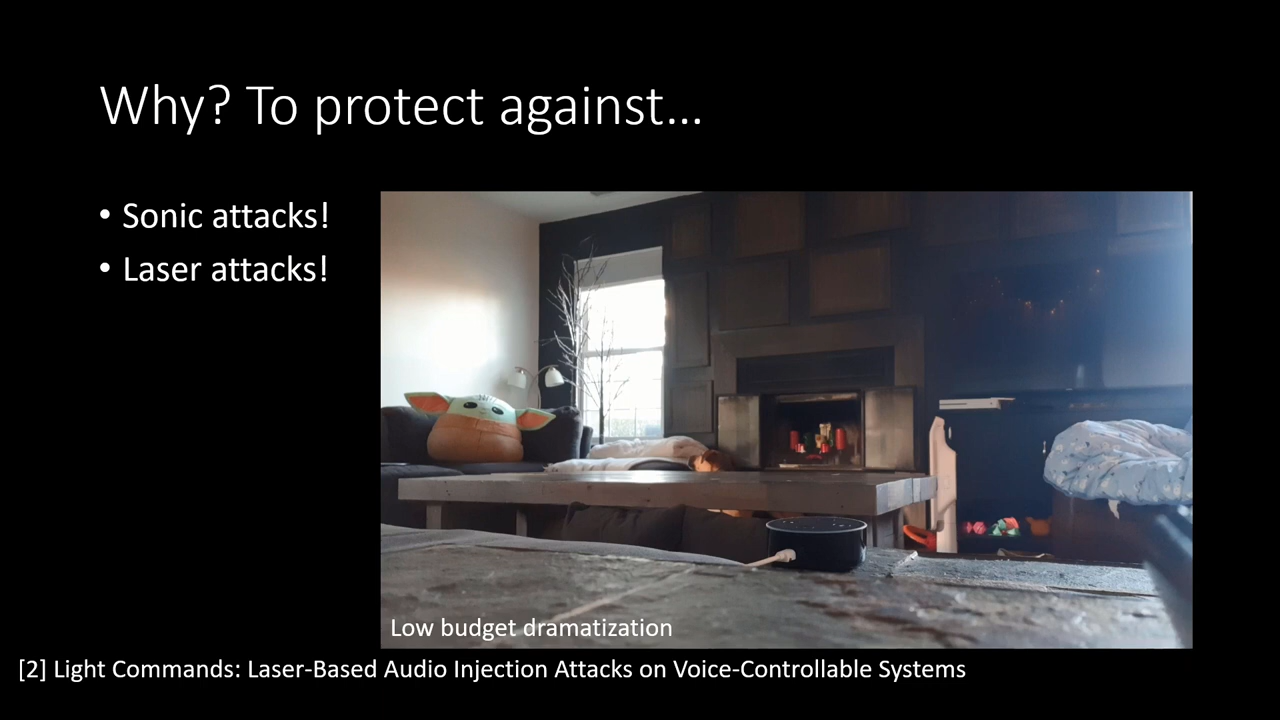 Why? To protect against…
• Sonic attacks!
• Laser attacks!
Low budget dramatization
[2] Light Commands: Laser-Based Audio Injection Attacks on Voice-Controllable Systems